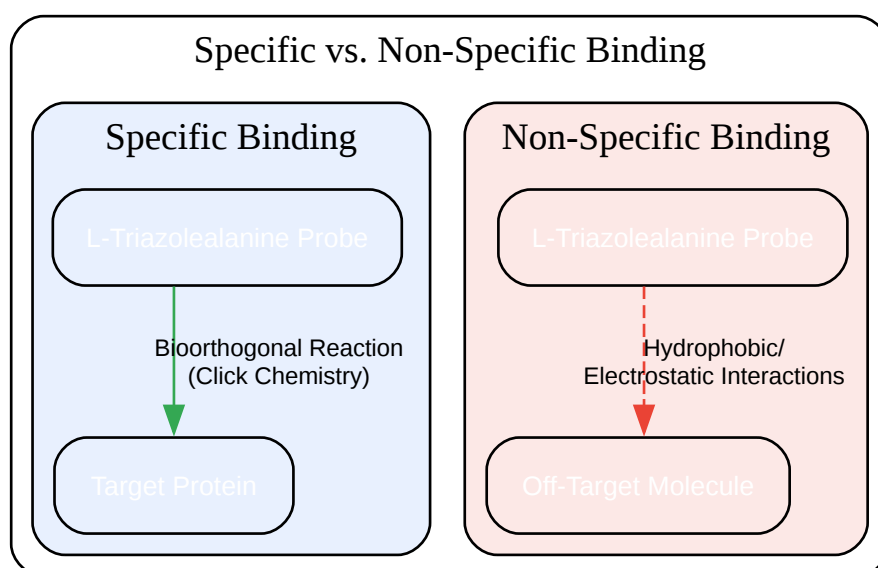 Specific vs. Non-Specific Binding
Specific Binding
L-Triazolealanine Probe
Bioorthogonal Reaction
(Click Chemistry)
Target Protein
Non-Specific Binding
L-Triazolealanine Probe
Hydrophobic/
Electrostatic Interactions
Off-Target Molecule